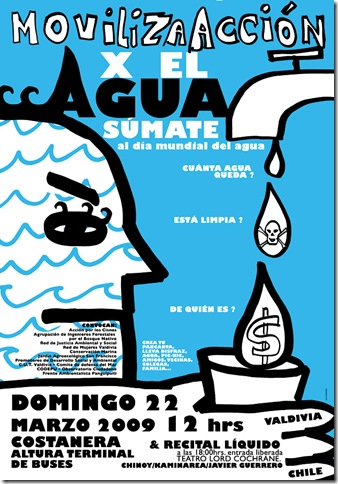 MOVILIZAACCIÓN
X EL
AGUA
SÚMATE
al día mundial del agua
CUÁNTA AGUA
QUEDA ?
ESTÁ LIMPIA ?
DE QUIÉN ES ?
$
CONVOCAN:
Acción por los Cisnes
Agrupación de Ingenieros Forestales
por el Bosque Nativo
Red de Justicia Ambiental y Social
Red de Mujeres Valdivia
Conservación Marina
Jardín Agroecológico San Francisco
Promotores de Desarrollo Social y Ambiental
C.U.T. Valdivia - Comité de defensa del Mar
CODEPU - Observatorio Ciudadano
Frente Ambientalista Panguipulli
CREA TU
PANCARTA,
LLEVA DISFRAZ,
AGUA, PIC-NIC,
AMIGOS, VECINAS,
COLEGAS,
FAMILIA...
DOMINGO 22
MARZO 2009 12 hrs
COSTANERA
ALTURA TERMINAL
DE BUSES
& RECITAL LÍQUIDO
a las 18:00hrs. entrada liberada
TEATRO LORD COCHRANE.
CHINOY/KAMINAREA/JAVIER GUERRERO
VALDIVIA
CHILE